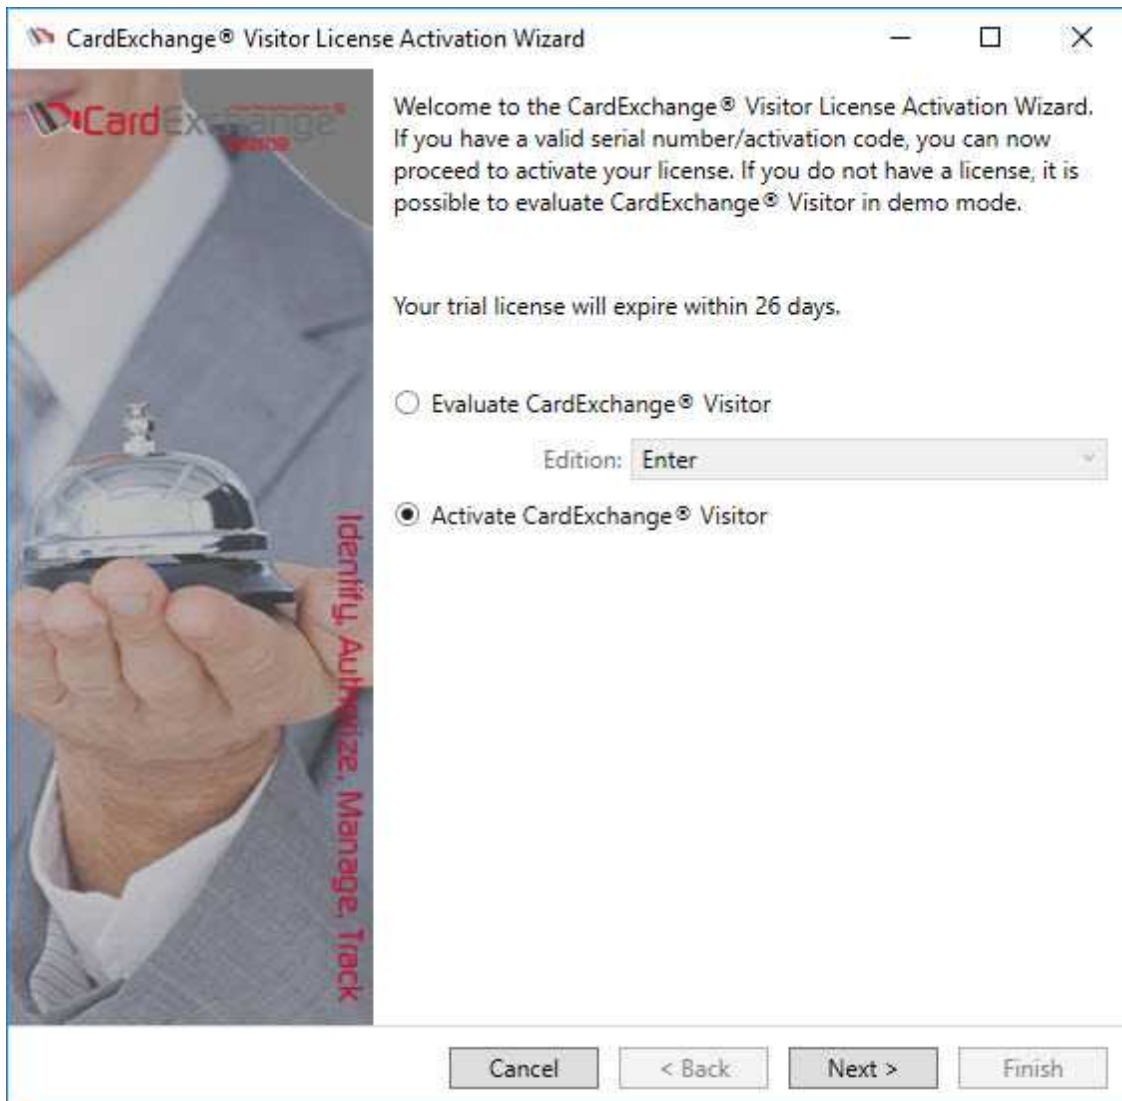 CardExchange® Visitor License Activation Wizard
CardExchange®
Welcome to the CardExchange® Visitor License Activation Wizard.
If you have a valid serial number/activation code, you can now
proceed to activate your license. If you do not have a license, it is
possible to evaluate CardExchange® Visitor in demo mode.
Your trial license will expire within 26 days.
Evaluate CardExchange® Visitor
Edition: Enter
Activate CardExchange® Visitor
Identify, Authorize, Manage, Track
Cancel
< Back
Next >
Finish